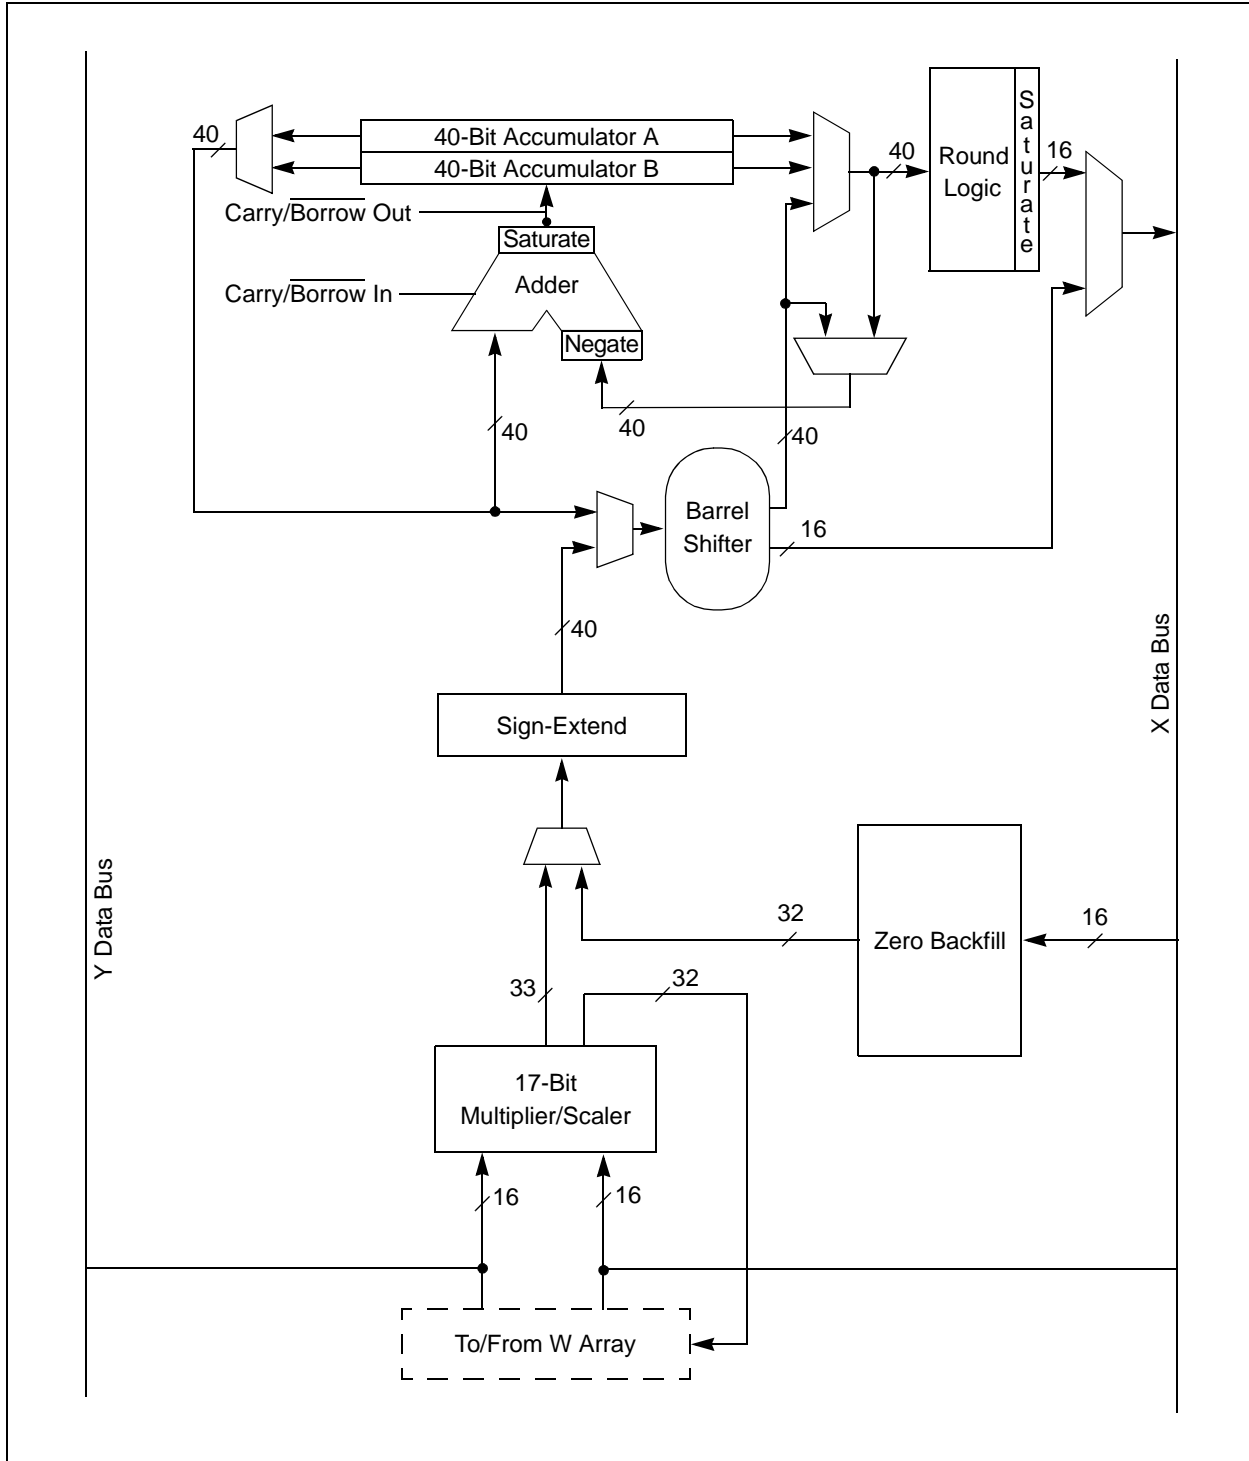 40
40-Bit Accumulator A
40-Bit Accumulator B
40
Round
Logic
Saturate
16
Carry/Borrow Out
Saturate
Adder
Carry/Borrow In
Negate
40
40
40
Barrel
Shifter
16
40
Sign-Extend
X Data Bus
Y Data Bus
32
Zero Backfill
16
33
32
17-Bit
Multiplier/Scaler
16
16
To/From W Array